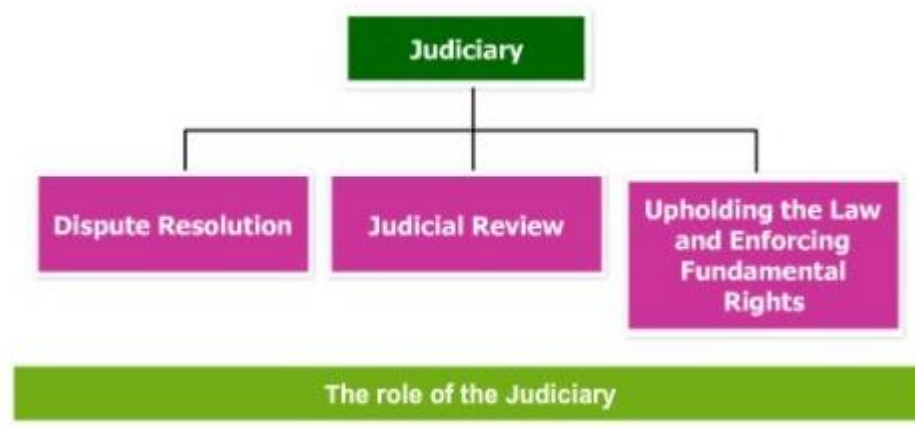 Judiciary
Dispute Resolution
Judicial Review
Upholding the Law
and Enforcing
Fundamental
Rights
The role of the Judiciary